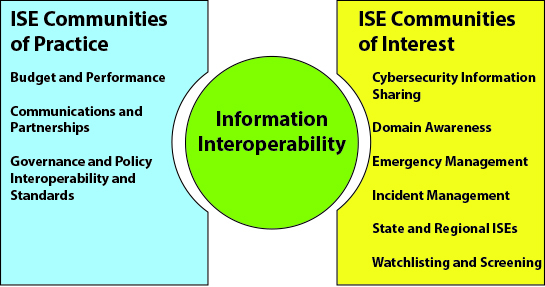 ISE Communities
of Practice
Budget and Performance
Communications and
Partnerships
Governance and Policy
Interoperability and
Standards
Information
Interoperability
ISE Communities
of Interest
Cybersecurity Information
Sharing
Domain Awareness
Emergency Management
Incident Management
State and Regional ISEs
Watchlisting and Screening